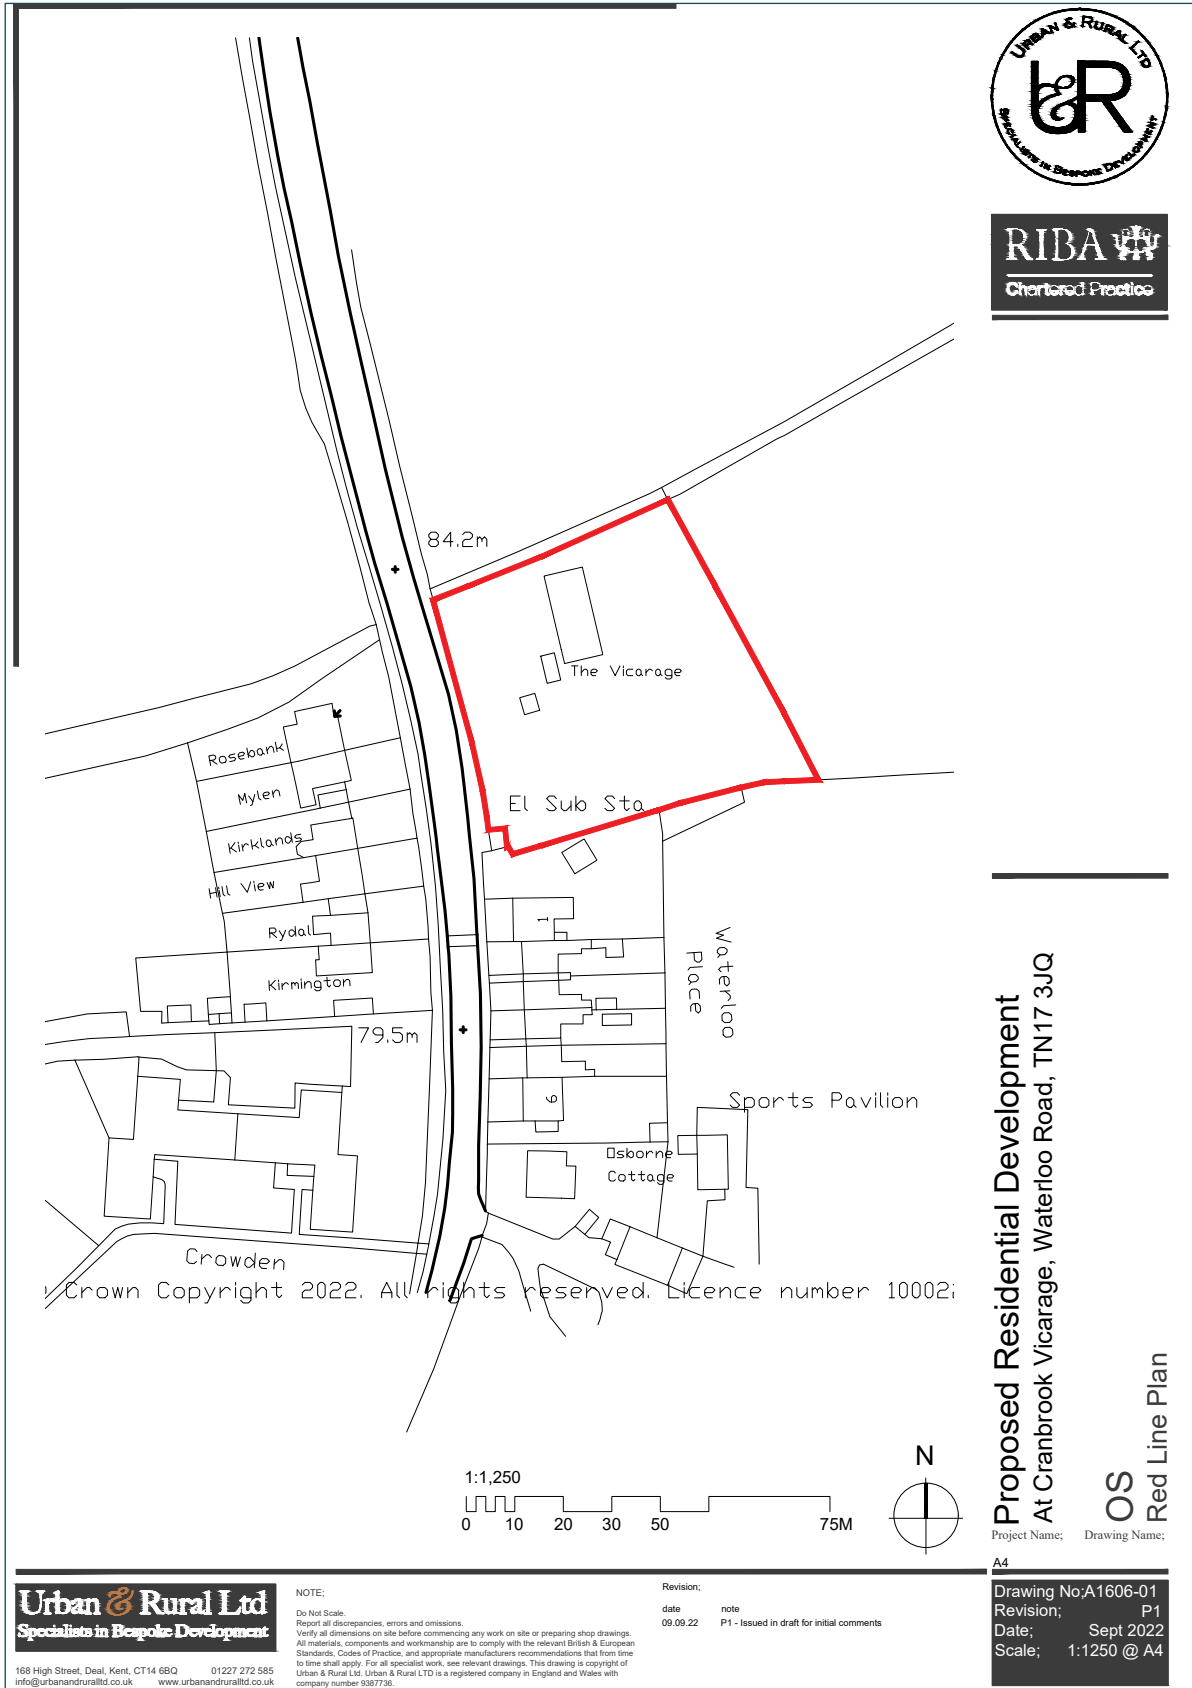 URBAN & RURAL LTD
U&R
SPECIALISTS IN BESPOKE DEVELOPMENT
RIBA
Chartered Practice
84.2m
The Vicarage
El Sub Sta
Rosebank
Mylen
Kirklands
Hill View
Rydal
Kirmington
79.5m
1
6
Waterloo
Place
Sports Pavilion
Osborne
Cottage
Crowden
Crown Copyright 2022. All rights reserved. Licence number 10002
1:1,250
0 10 20 30 50 75M
N
Proposed Residential Development
At Cranbrook Vicarage, Waterloo Road, TN17 3JQ
Project Name;
OS
Red Line Plan
Drawing Name;
A4
Drawing No;A1606-01
Revision; P1
Date; Sept 2022
Scale; 1:1250 @ A4
Urban & Rural Ltd
Specialists in Bespoke Development
168 High Street, Deal, Kent, CT14 6BQ 01227 272 585
info@urbanandruralltd.co.uk www.urbanandruralltd.co.uk
NOTE;
Do Not Scale.
Report all discrepancies, errors and omissions.
Verify all dimensions on site before commencing any work on site or preparing shop drawings.
All materials, components and workmanship are to comply with the relevant British & European
Standards, Codes of Practice, and appropriate manufacturers recommendations that from time
to time shall apply. For all specialist work, see relevant drawings. This drawing is copyright of
Urban & Rural Ltd. Urban & Rural LTD is a registered company in England and Wales with
company number 9387736.
Revision;
date note
09.09.22 P1 - Issued in draft for initial comments